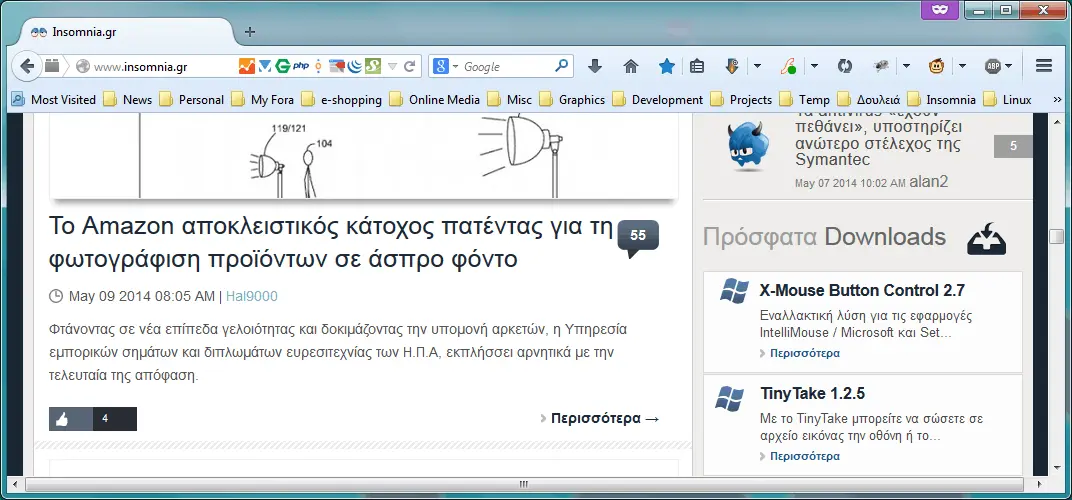 Insomnia.gr
www.insomnia.gr
php
Google
ABP
Most Visited
News
Personal
My Fora
e-shopping
Online Media
Misc
Graphics
Development
Projects
Temp
Δουλειά
Insomnia
Linux
»
119/121
104
Το Amazon αποκλειστικός κάτοχος πατέντας για τη
φωτογράφιση προϊόντων σε άσπρο φόντο
55
May 09 2014 08:05 AM | Hal9000
Φτάνοντας σε νέα επίπεδα γελοιότητας και δοκιμάζοντας την υπομονή αρκετών, η Υπηρεσία
εμπορικών σημάτων και διπλωμάτων ευρεσιτεχνίας των Η.Π.Α, εκπλήσσει αρνητικά με την
τελευταία της απόφαση.
4
Περισσότερα →
Τα antivirus «έχουν
πεθάνει», υποστηρίζει
ανώτερο στέλεχος της
Symantec
5
May 07 2014 10:02 AM alan2
Πρόσφατα Downloads
X-Mouse Button Control 2.7
Εναλλακτική λύση για τις εφαρμογές
IntelliMouse / Microsoft και Set...
Περισσότερα
TinyTake 1.2.5
Με το TinyTake μπορείτε να σώσετε σε
αρχείο εικόνας την οθόνη ή το...
Περισσότερα